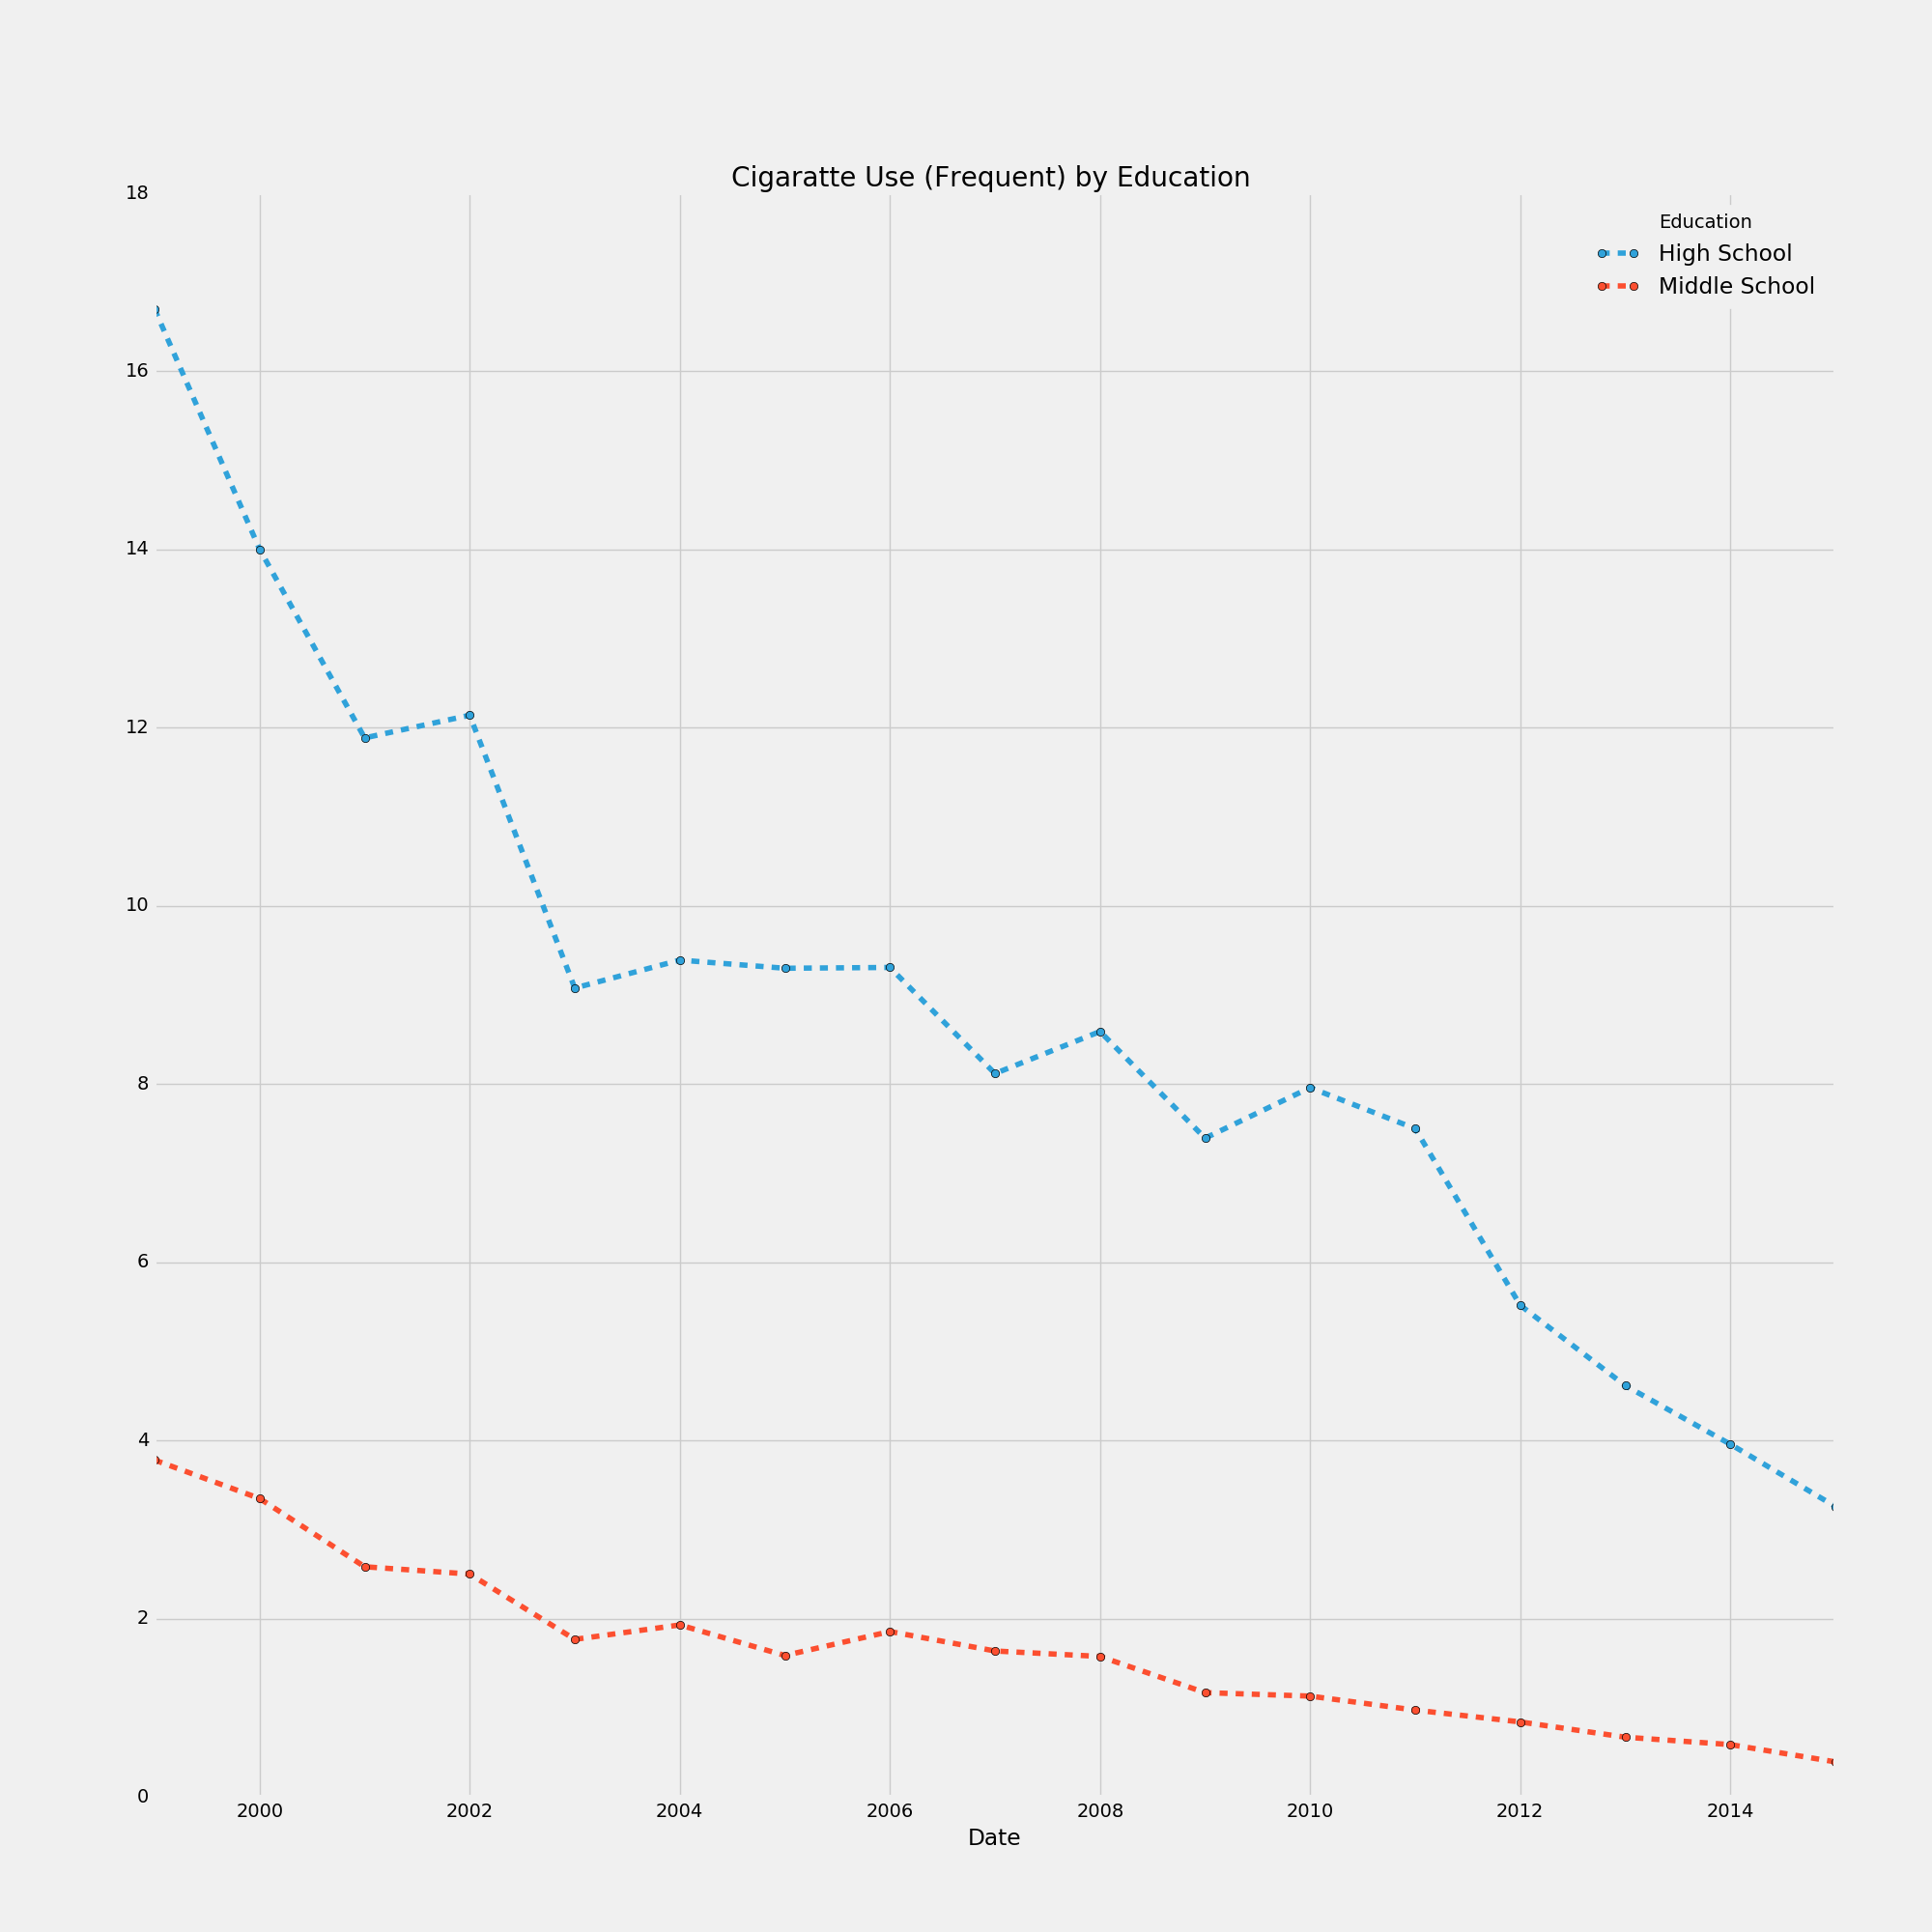 Cigaratte Use (Frequent) by Education
18
16
14
12
10
8
6
4
2
0
Education
High School
Middle School
2000 2002 2004 2006 2008 2010 2012 2014
Date